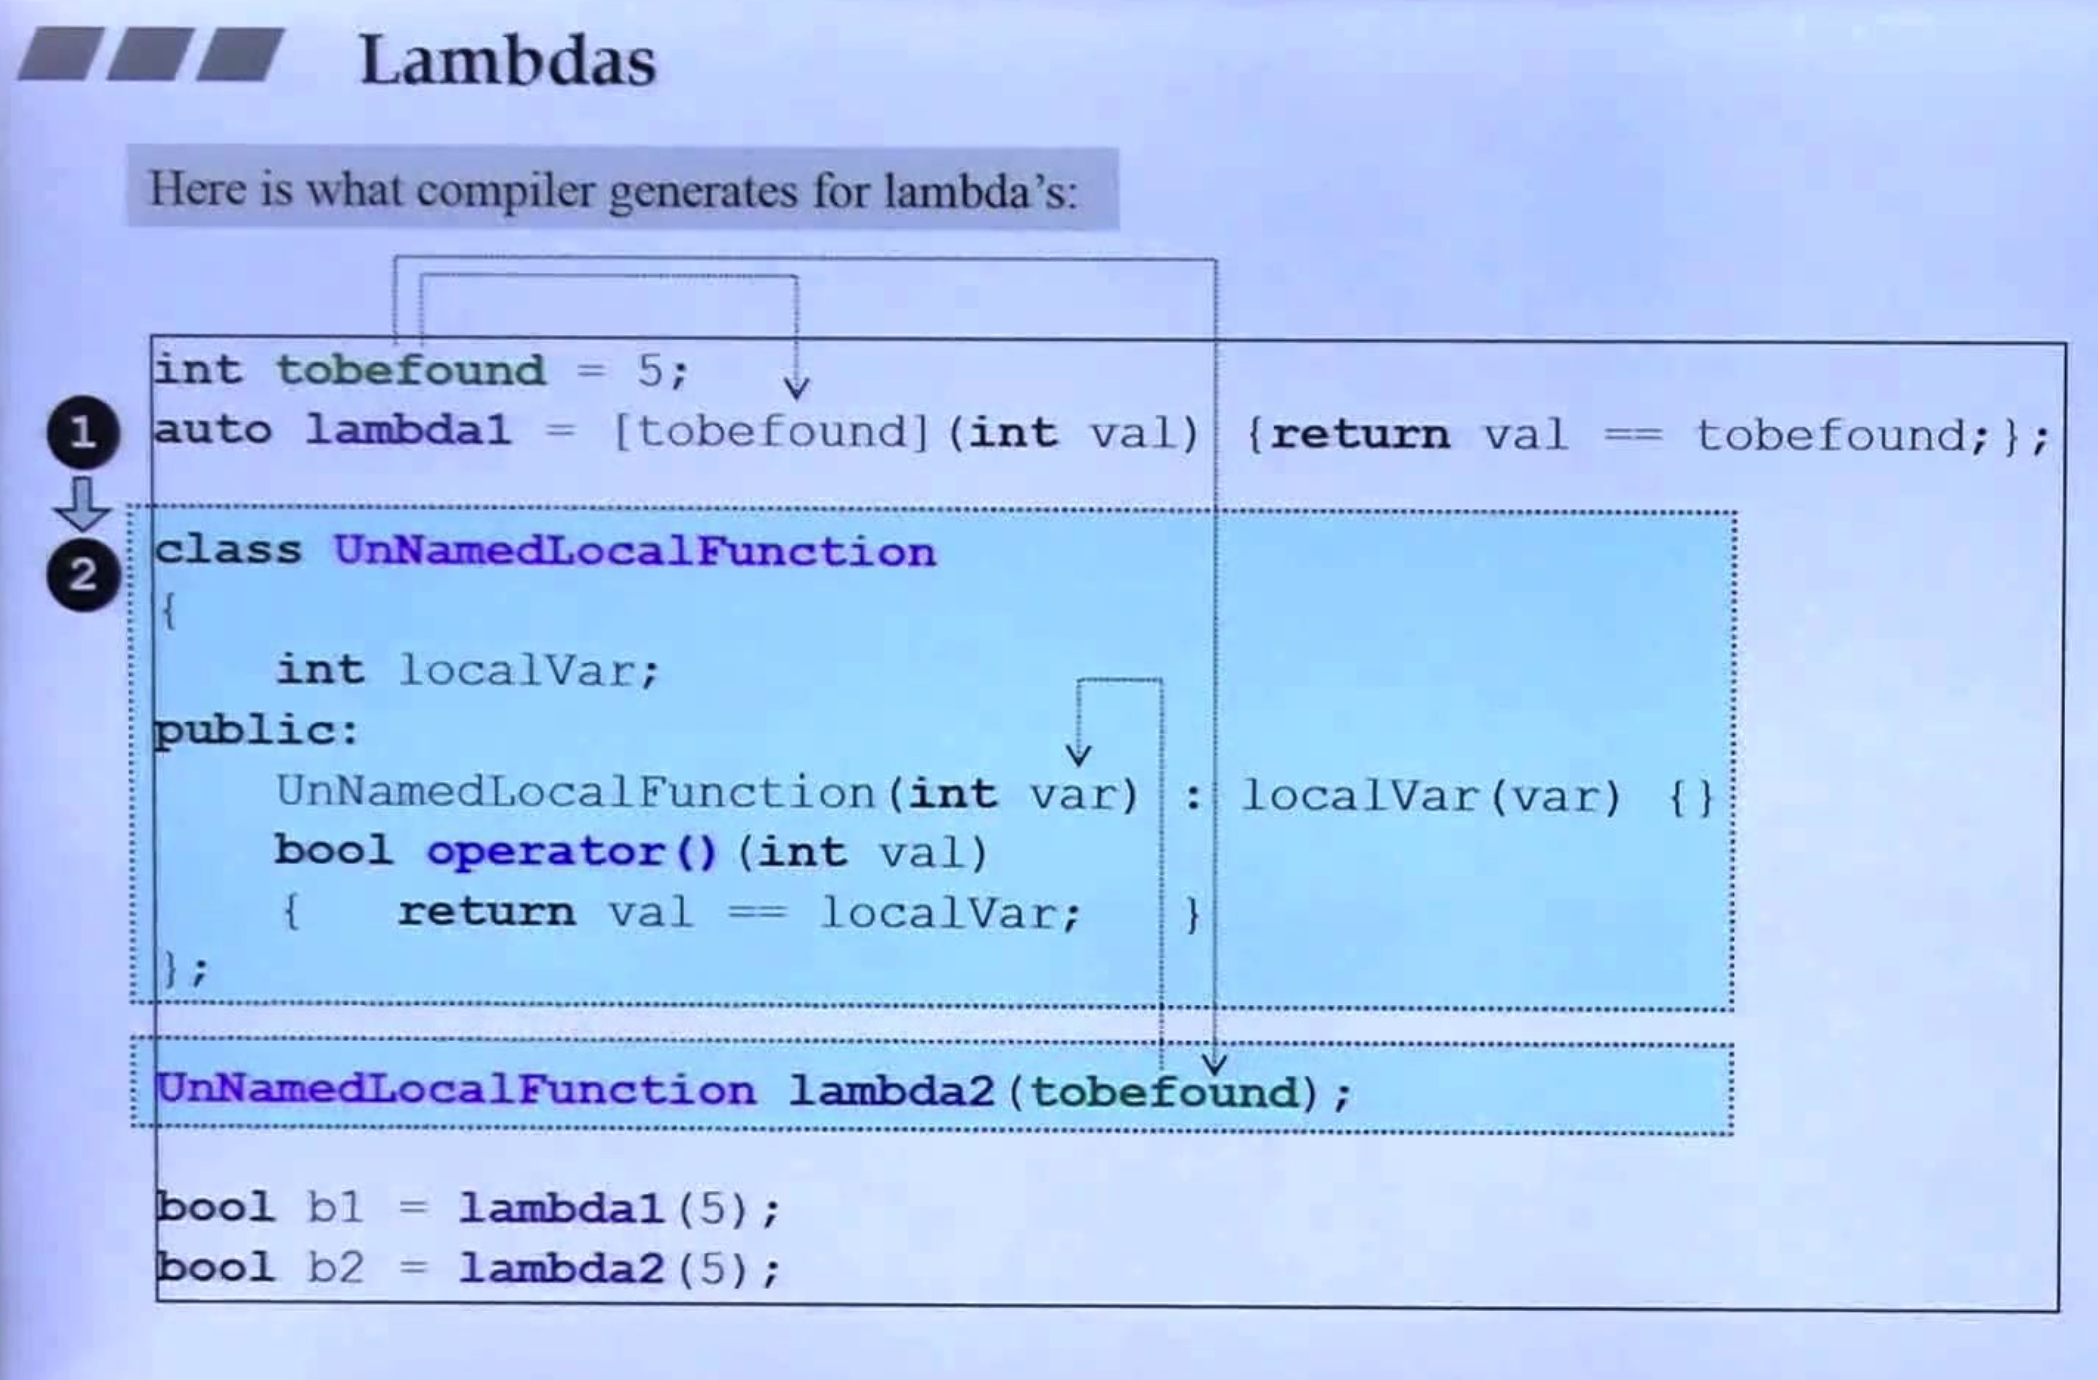 Lambdas
Here is what compiler generates for lambda's:
int tobefound = 5;
1 auto lambda1 = [tobefound](int val) {return val == tobefound;};
2 class UnNamedLocalFunction
{
int localVar;
public:
UnNamedLocalFunction(int var) : localVar(var) {}
bool operator()(int val)
{ return val == localVar; }
};
UnNamedLocalFunction lambda2(tobefound);
bool b1 = lambda1(5);
bool b2 = lambda2(5);